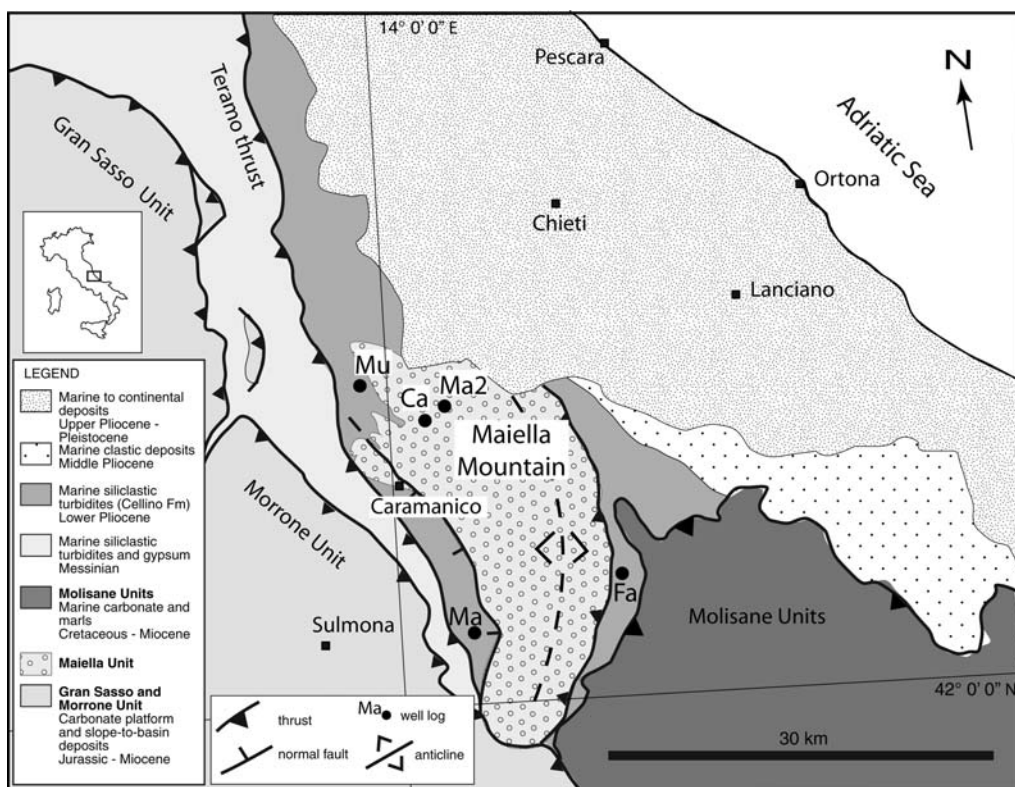 14° 0' 0" E
Pescara
N
Adriatic Sea
Teramo thrust
Gran Sasso Unit
Ortona
Chieti
Lanciano
Mu
Ca
Ma2
Maiella
Mountain
Caramanico
Morrone Unit
Fa
Ma
Sulmona
Molisane Units
42° 0' 0" N
LEGEND
Marine to continental
deposits
Upper Pliocene -
Pleistocene
Marine clastic deposits
Middle Pliocene
Marine siliclastic
turbidites (Cellino Fm)
Lower Pliocene
Marine siliclastic
turbidites and gypsum
Messinian
Molisane Units
Marine carbonate and
marls
Cretaceous - Miocene
Maiella Unit
Gran Sasso and
Morrone Unit
Carbonate platform
and slope-to-basin
deposits
Jurassic - Miocene
thrust
Ma
well log
normal fault
anticline
30 km